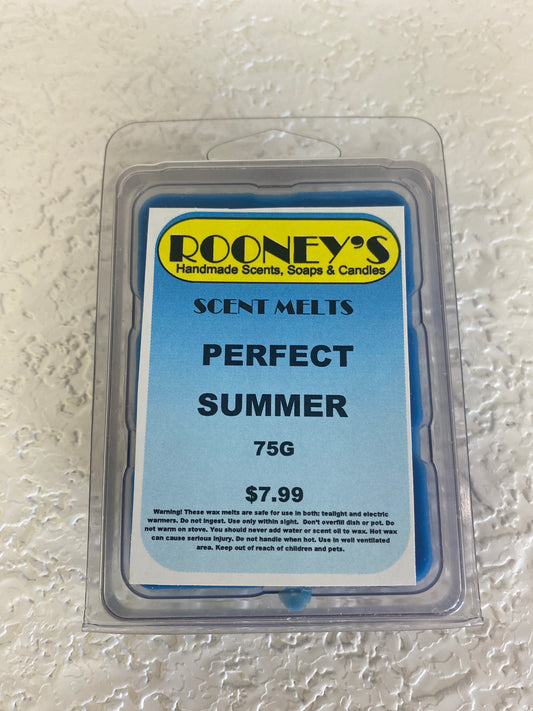 ROONEY'S
Handmade Scents, Soaps & Candles
SCENT MELTS
PERFECT
SUMMER
75G
$7.99
Warning! These wax melts are safe for use in both: tealight and electric
warmers. Do not ingest. Use only within sight. Don't overfill dish or pot. Do
not warm on stove. You should never add water or scent oil to wax. Hot wax
can cause serious injury. Do not handle when hot. Use in well ventilated
area. Keep out of reach of children and pets.